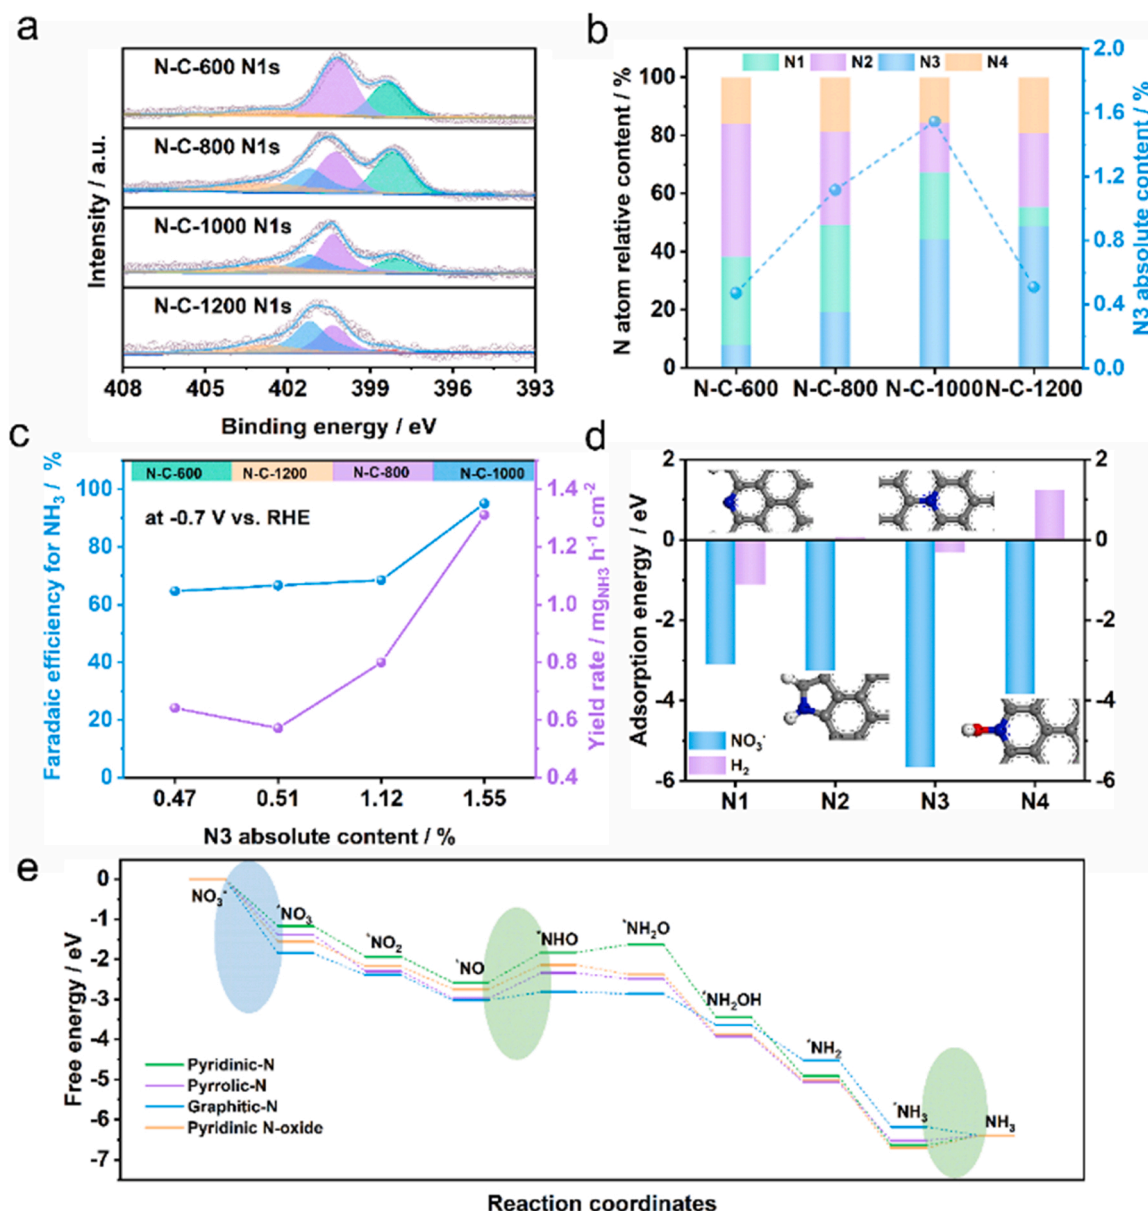 a
N-C-600 N1s
N-C-800 N1s
N-C-1000 N1s
N-C-1200 N1s
Intensity / a.u.
408 405 402 399 396 393
Binding energy / eV
b
N1 N2 N3 N4
N atom relative content / %
100
80
60
40
20
0
2.0
1.6
1.2
0.8
0.4
0.0
N3 absolute content / %
N-C-600 N-C-800 N-C-1000 N-C-1200
c
N-C-600 N-C-1200 N-C-800 N-C-1000
at -0.7 V vs. RHE
Faradaic efficiency for NH₃ / %
100
80
60
40
20
0
1.4
1.2
1.0
0.8
0.6
0.4
Yield rate / mg_NH3 h⁻¹ cm⁻²
0.47 0.51 1.12 1.55
N3 absolute content / %
d
Adsorption energy / eV
2
0
-2
-4
-6
2
0
-2
-4
-6
NO₃⁻
H₂
N1 N2 N3 N4
e
Free energy / eV
0
-1
-2
-3
-4
-5
-6
-7
NO₃⁻
*NO₃
*NO₂
*NO
*NHO
*NH₂O
*NH₂OH
*NH₂
*NH₃
NH₃
Pyridinic-N
Pyrrolic-N
Graphitic-N
Pyridinic N-oxide
Reaction coordinates